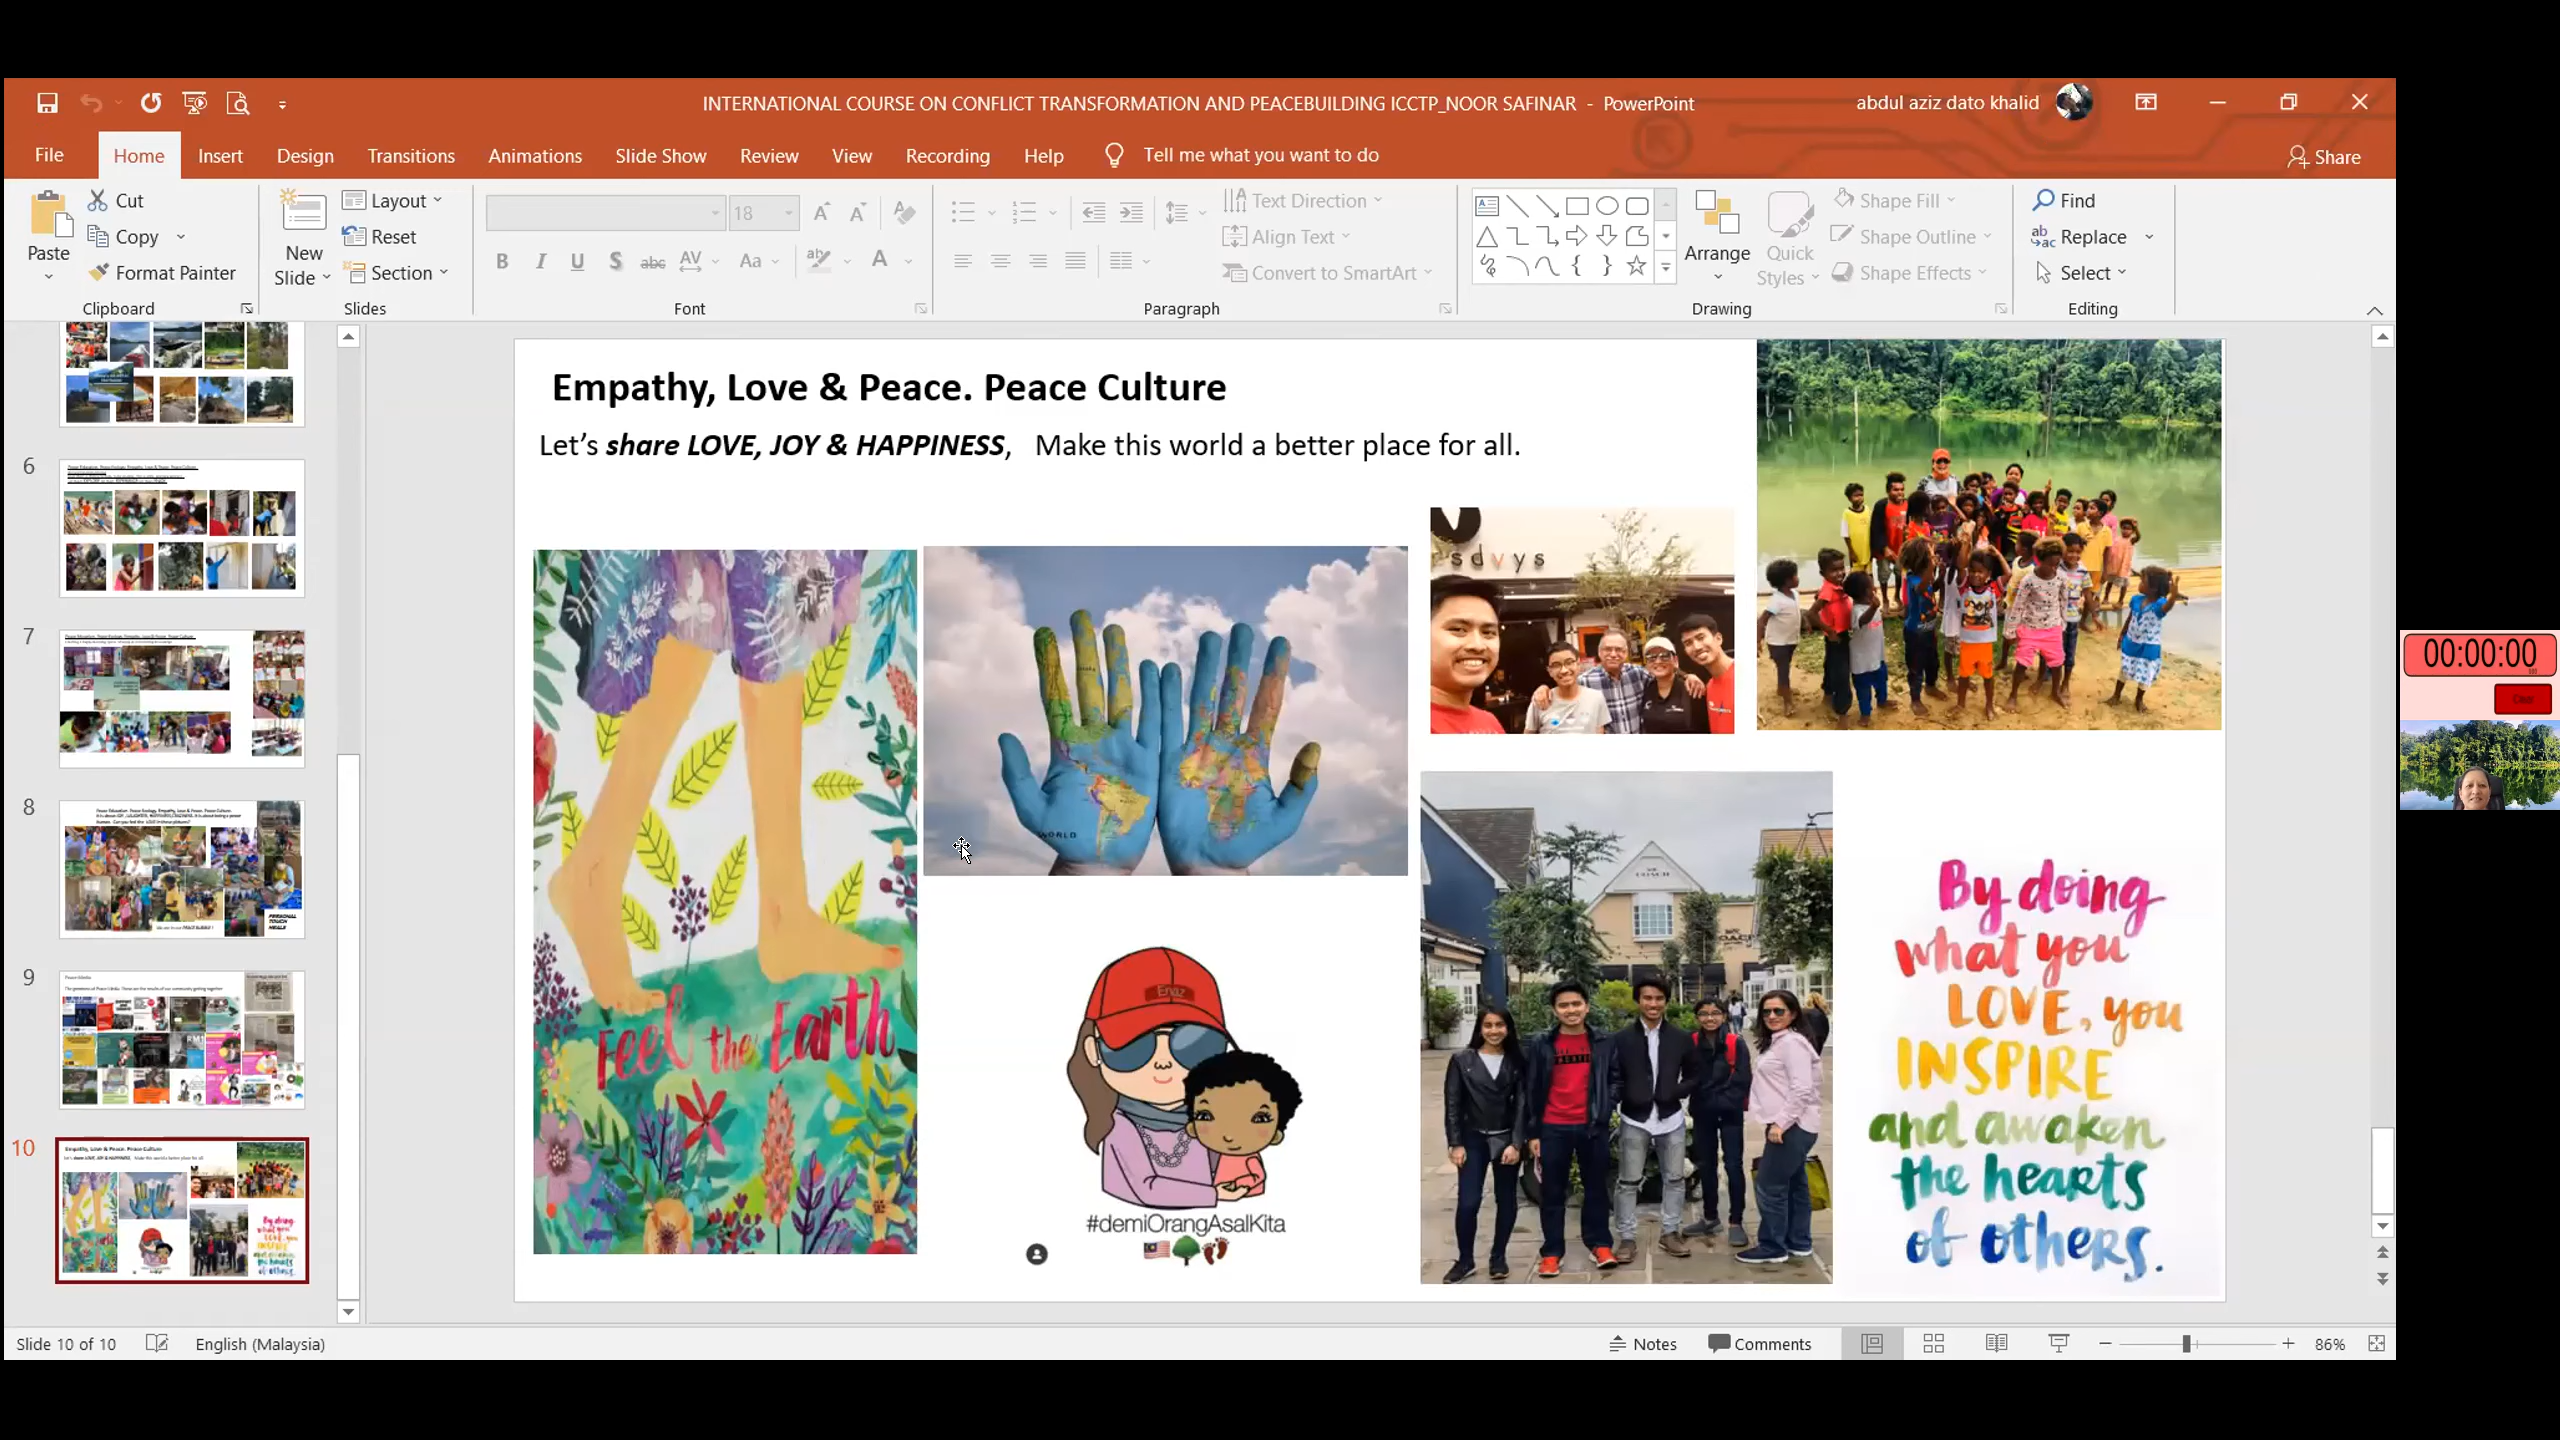 INTERNATIONAL COURSE ON CONFLICT TRANSFORMATION AND PEACEBUILDING ICCTP_NOOR SAFINAR - PowerPoint
abdul aziz dato khalid
File Home Insert Design Transitions Animations Slide Show Review View Recording Help Tell me what you want to do Share
Paste
Cut
Copy
Format Painter
Clipboard
New Slide
Layout
Reset
Section
Slides
18
Font
Text Direction
Align Text
Convert to SmartArt
Paragraph
Arrange
Quick Styles
Shape Fill
Shape Outline
Shape Effects
Drawing
Find
Replace
Select
Editing
6
7
8
9
10
Empathy, Love & Peace. Peace Culture
Let's share LOVE, JOY & HAPPINESS, Make this world a better place for all.
sdvys
WORLD
Feel the Earth
Enaz
#demiOrangAsalKita
COACH
By doing
what you
LOVE, you
INSPIRE
and awaken
the hearts
of others.
00:00:00
Slide 10 of 10
English (Malaysia)
Notes
Comments
86%